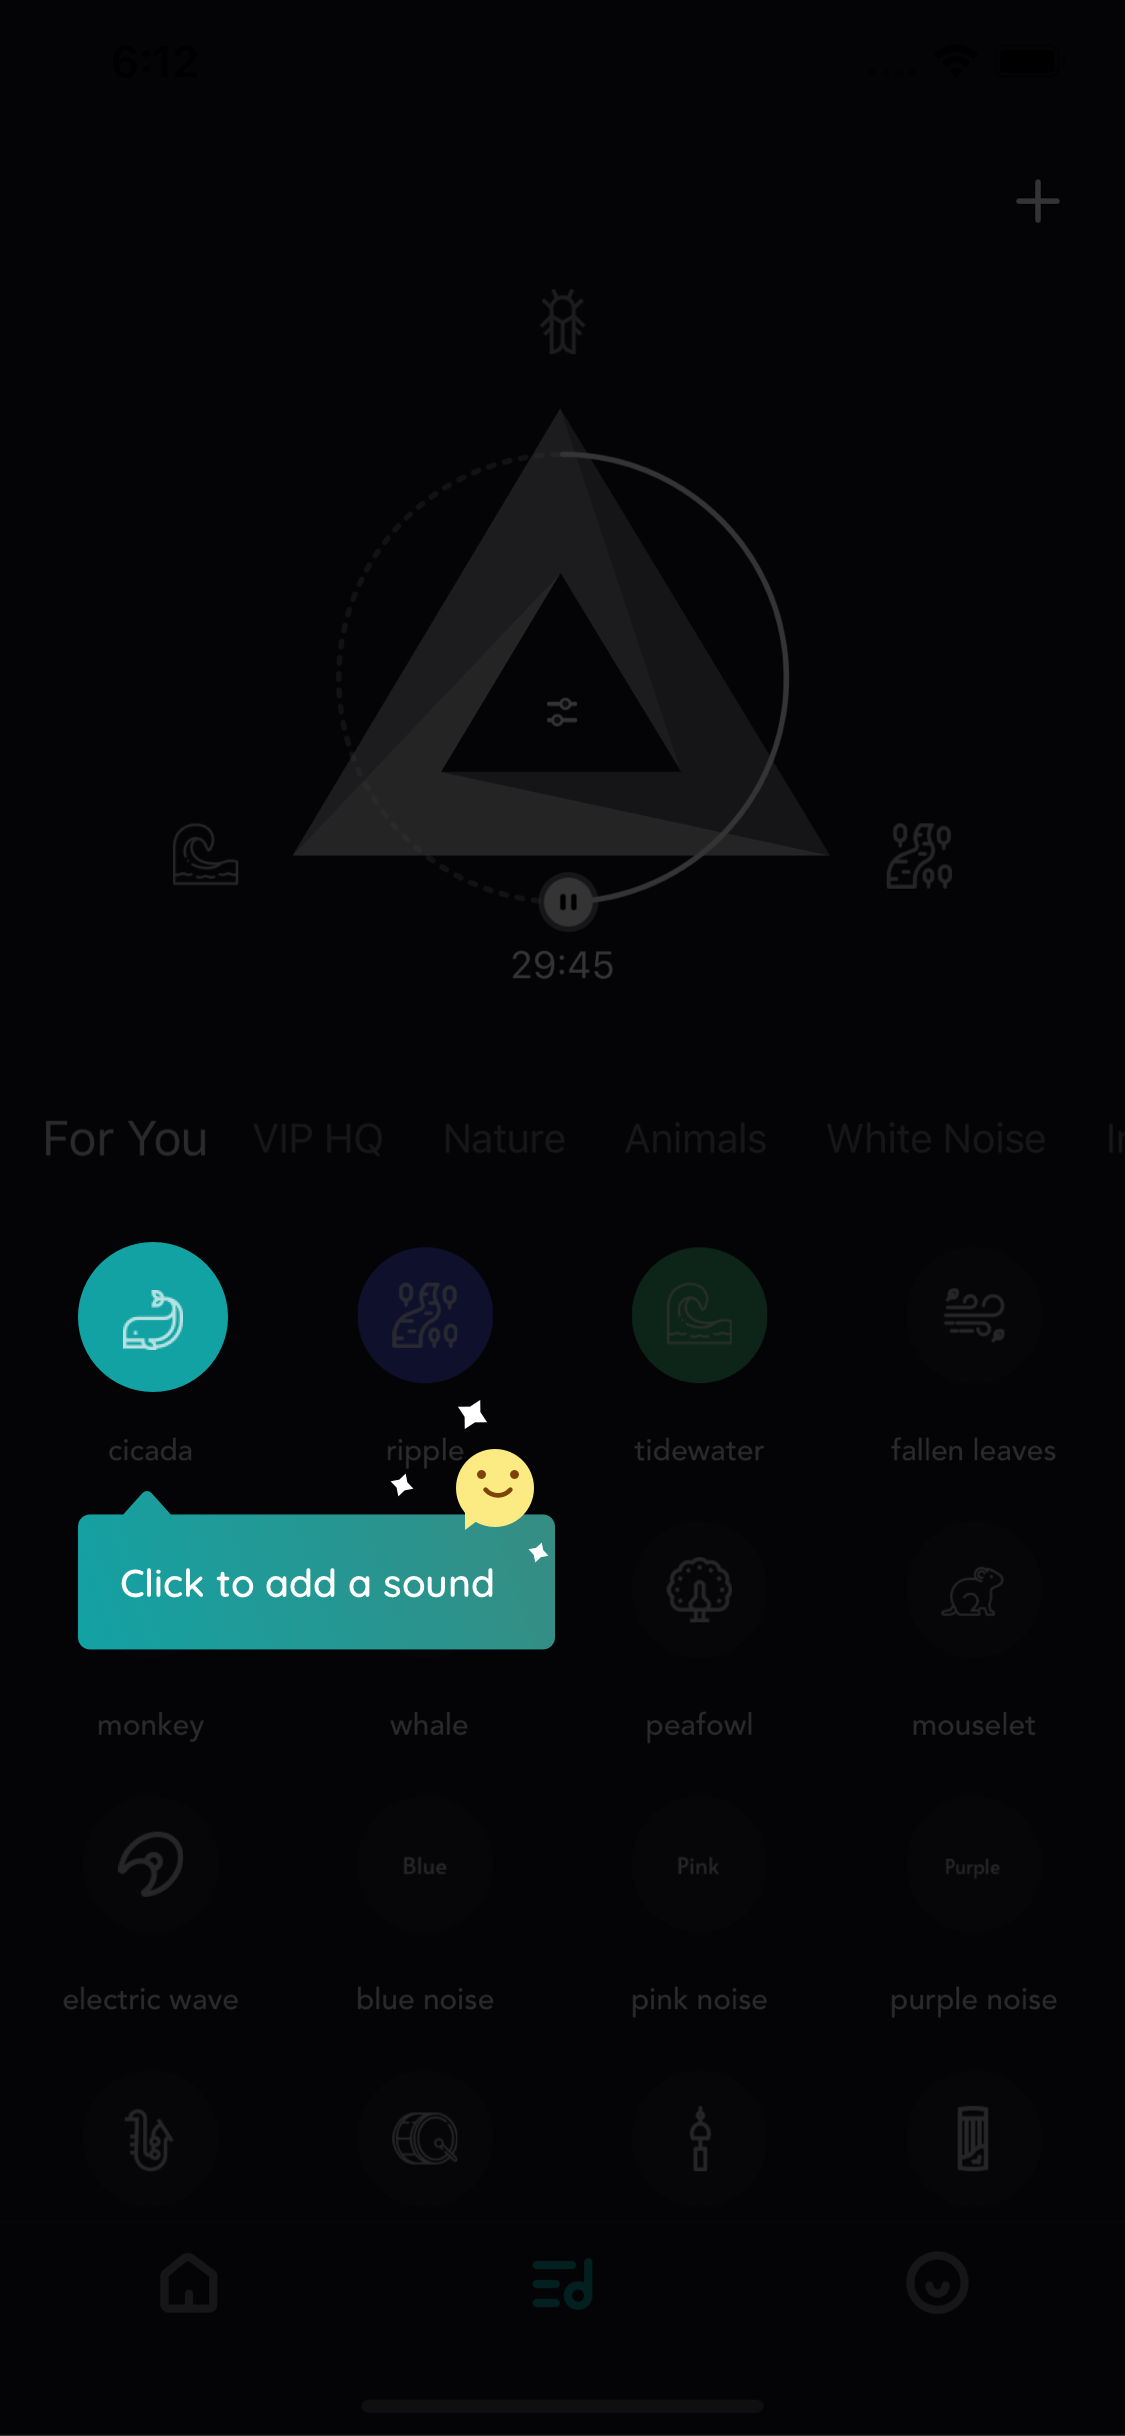 6:12
29:45
For You VIP HQ Nature Animals White Noise
cicada ripple tidewater fallen leaves
Click to add a sound
monkey whale peafowl mouselet
Blue Pink Purple
electric wave blue noise pink noise purple noise